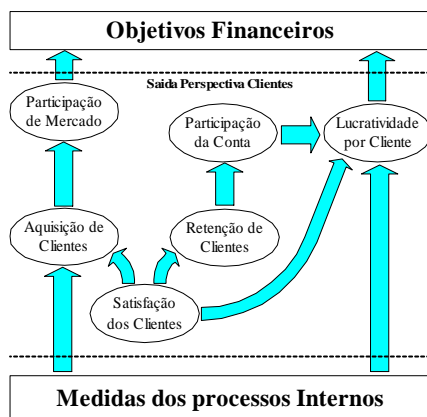 Objetivos Financeiros
Saida Perspectiva Clientes
Participação
de Mercado
Participação
da Conta
Lucratividade
por Cliente
Aquisição de
Clientes
Retenção de
Clientes
Satisfação
dos Clientes
Medidas dos processos Internos